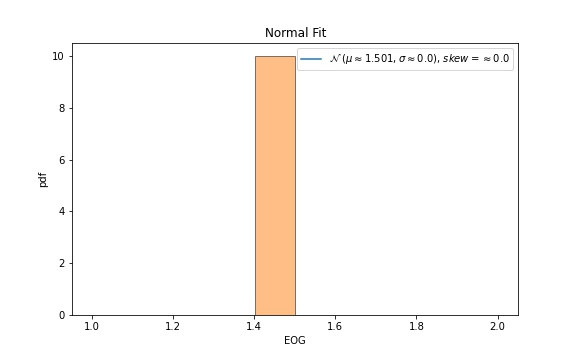 Normal Fit
𝒩 (μ ≈ 1.501, σ ≈ 0.0), skew = ≈ 0.0
10
8
6
4
2
0
pdf
1.0 1.2 1.4 1.6 1.8 2.0
EOG